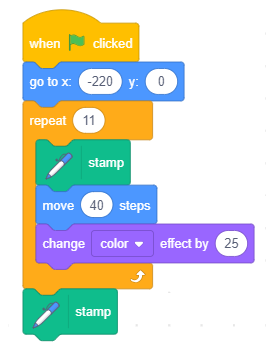 when clicked
go to x: -220 y: 0
repeat 11
stamp
move 40 steps
change color effect by 25
stamp